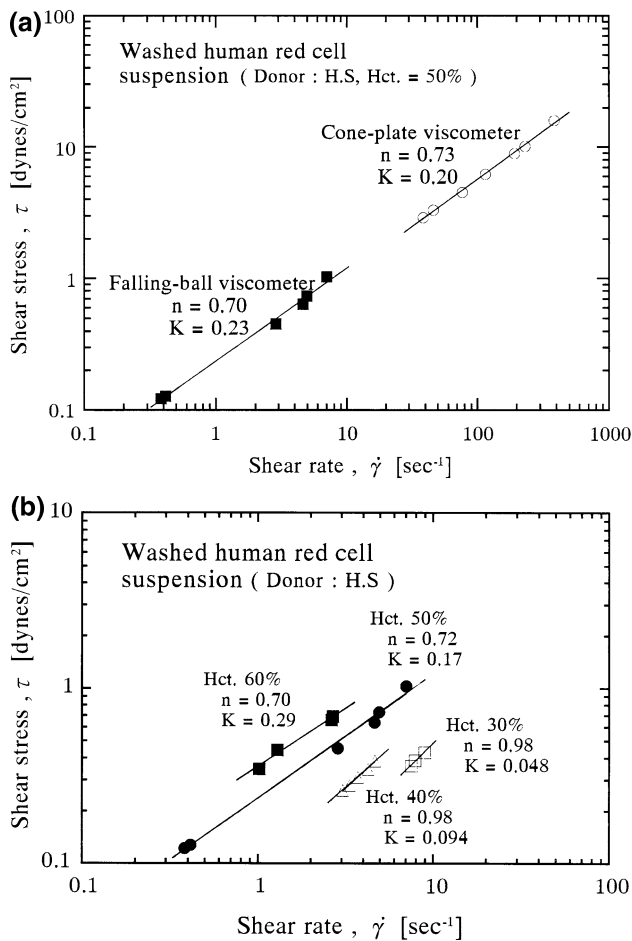 (a)
100
10
1
0.1
Shear stress , τ [dynes/cm²]
Washed human red cell
suspension ( Donor : H.S, Hct. = 50% )
Cone-plate viscometer
n = 0.73
K = 0.20
Falling-ball viscometer
n = 0.70
K = 0.23
0.1 1 10 100 1000
Shear rate , γ̇ [sec⁻¹]
(b)
10
1
0.1
Shear stress , τ [dynes/cm²]
Washed human red cell
suspension ( Donor : H.S )
Hct. 50%
n = 0.72
K = 0.17
Hct. 60%
n = 0.70
K = 0.29
Hct. 30%
n = 0.98
K = 0.048
Hct. 40%
n = 0.98
K = 0.094
0.1 1 10 100
Shear rate , γ̇ [sec⁻¹]